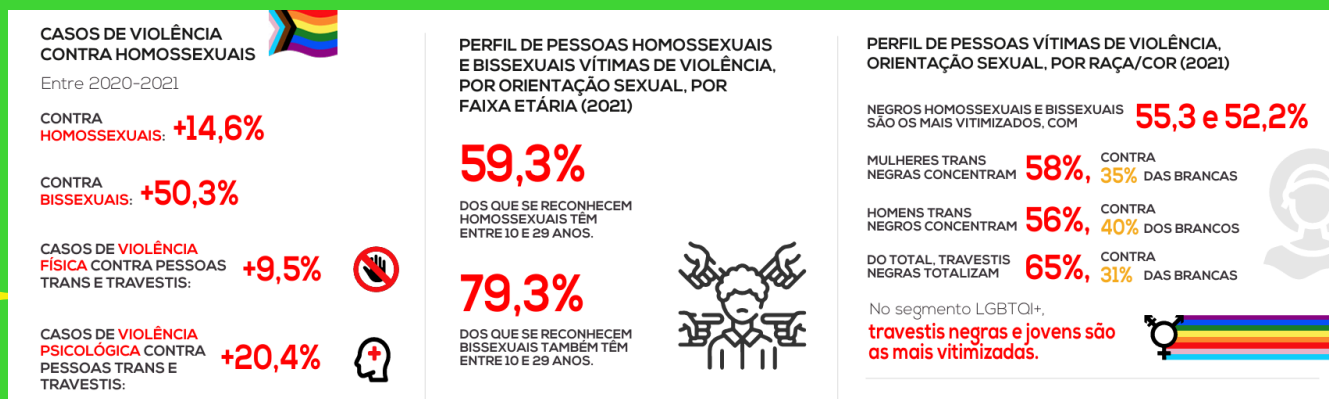 CASOS DE VIOLÊNCIA
CONTRA HOMOSSEXUAIS
Entre 2020-2021
CONTRA
HOMOSSEXUAIS: +14,6%
CONTRA
BISSEXUAIS: +50,3%
CASOS DE VIOLÊNCIA
FÍSICA CONTRA PESSOAS
TRANS E TRAVESTIS:
+9,5%
CASOS DE VIOLÊNCIA
PSICOLÓGICA CONTRA
PESSOAS TRANS E
TRAVESTIS:
+20,4%
PERFIL DE PESSOAS HOMOSSEXUAIS
E BISSEXUAIS VÍTIMAS DE VIOLÊNCIA,
POR ORIENTAÇÃO SEXUAL, POR
FAIXA ETÁRIA (2021)
59,3%
DOS QUE SE RECONHECEM
HOMOSSEXUAIS TÊM
ENTRE 10 E 29 ANOS.
79,3%
DOS QUE SE RECONHECEM
BISSEXUAIS TAMBÉM TÊM
ENTRE 10 E 29 ANOS.
PERFIL DE PESSOAS VÍTIMAS DE VIOLÊNCIA,
ORIENTAÇÃO SEXUAL, POR RAÇA/COR (2021)
NEGROS HOMOSSEXUAIS E BISSEXUAIS
SÃO OS MAIS VITIMIZADOS, COM
55,3 e 52,2%
MULHERES TRANS
NEGRAS CONCENTRAM
58%,
CONTRA
35% DAS BRANCAS
HOMENS TRANS
NEGROS CONCENTRAM
56%,
CONTRA
40% DOS BRANCOS
DO TOTAL, TRAVESTIS
NEGRAS TOTALIZAM
65%,
CONTRA
31% DAS BRANCAS
No segmento LGBTQI+,
travestis negras e jovens são
as mais vitimizadas.